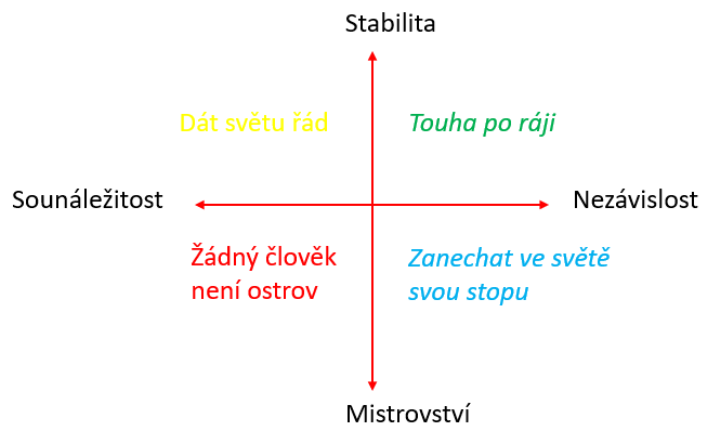 Stabilita
Dát světu řád
Touha po ráji
Sounáležitost
Nezávislost
Žádný člověk
není ostrov
Zanechat ve světě
svou stopu
Mistrovství